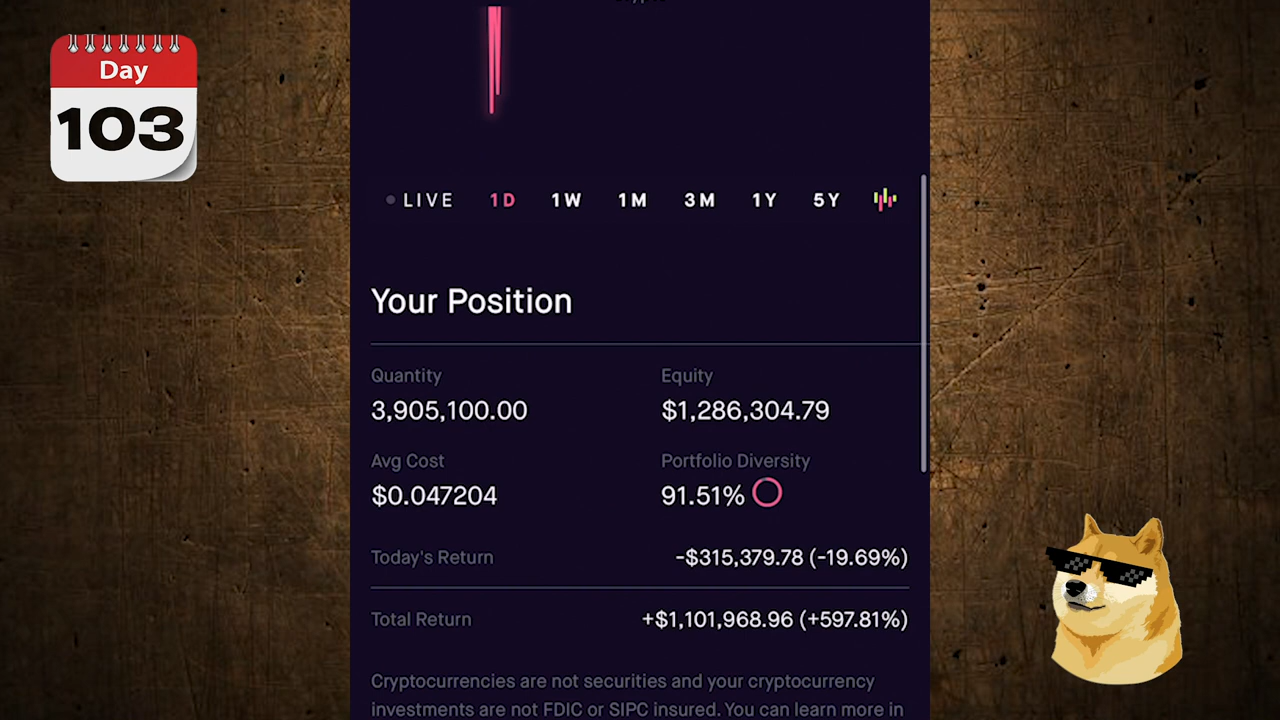 Day
103
LIVE 1D 1W 1M 3M 1Y 5Y
Your Position
Quantity Equity
3,905,100.00 $1,286,304.79
Avg Cost Portfolio Diversity
$0.047204 91.51%
Today's Return -$315,379.78 (-19.69%)
Total Return +$1,101,968.96 (+597.81%)
Cryptocurrencies are not securities and your cryptocurrency
investments are not FDIC or SIPC insured. You can learn more in